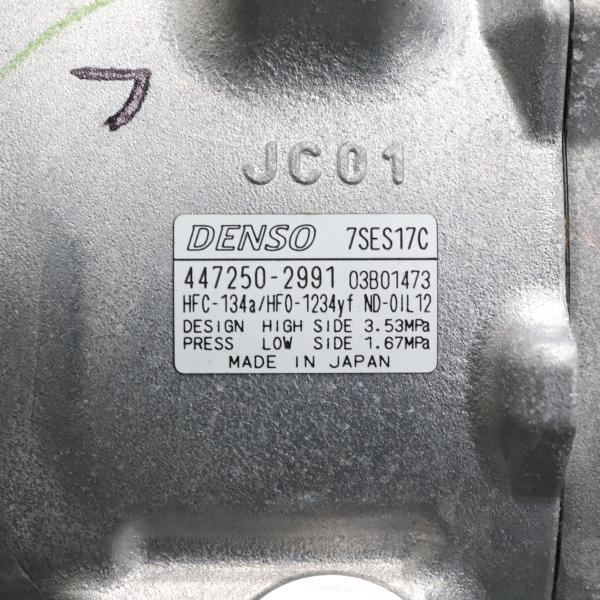 JC01
DENSO 7SES17C
447250-2991 03B01473
HFC-134a/HFO-1234yf ND-OIL12
DESIGN HIGH SIDE 3.53MPa
PRESS LOW SIDE 1.67MPa
MADE IN JAPAN